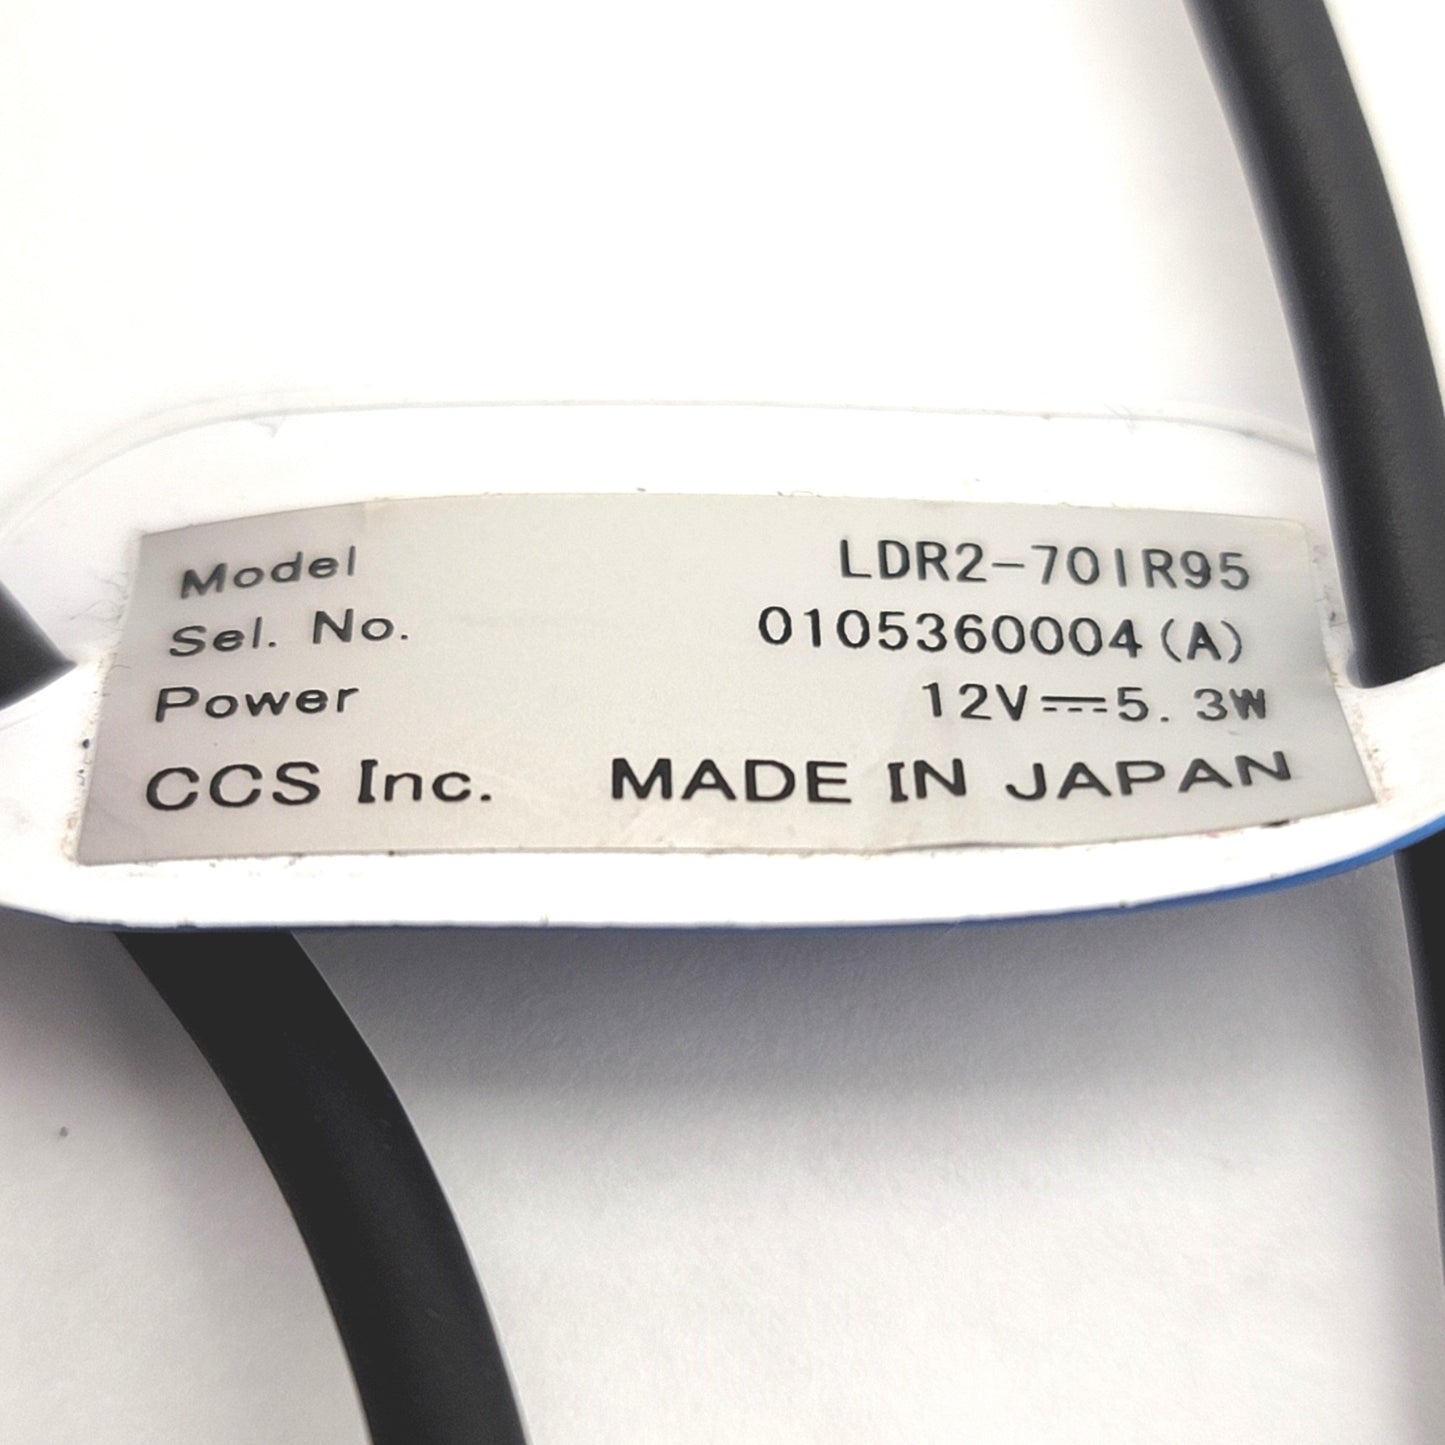 Model LDR2-70IR95
Sel. No. 0105360004(A)
Power 12V⎓5.3W
CCS Inc. MADE IN JAPAN